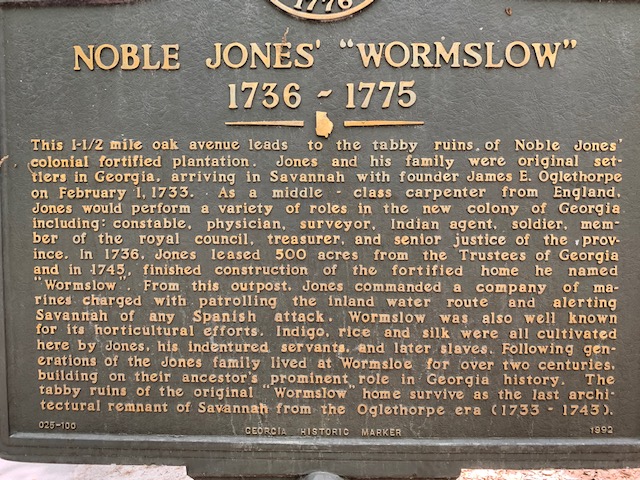 1776
NOBLE JONES' "WORMSLOW"
1736 ~ 1775
This 1-1/2 mile oak avenue leads to the tabby ruins of Noble Jones'
colonial fortified plantation. Jones and his family were original set-
tlers in Georgia, arriving in Savannah with founder James E. Oglethorpe
on February 1, 1733. As a middle - class carpenter from England,
Jones would perform a variety of roles in the new colony of Georgia
including: constable, physician, surveyor, Indian agent, soldier, mem-
ber of the royal council, treasurer, and senior justice of the prov-
ince. In 1736, Jones leased 500 acres from the Trustees of Georgia
and in 1745, finished construction of the fortified home he named
"Wormslow". From this outpost, Jones commanded a company of ma-
rines charged with patrolling the inland water route and alerting
Savannah of any Spanish attack. Wormslow was also well known
for its horticultural efforts. Indigo, rice and silk were all cultivated
here by Jones, his indentured servants, and later slaves. Following gen-
erations of the Jones family lived at Wormsloe for over two centuries,
building on their ancestor's prominent role in Georgia history. The
tabby ruins of the original "Wormslow" home survive as the last archi-
tectural remnant of Savannah from the Oglethorpe era (1733 - 1743).
025-100 GEORGIA HISTORIC MARKER 1992